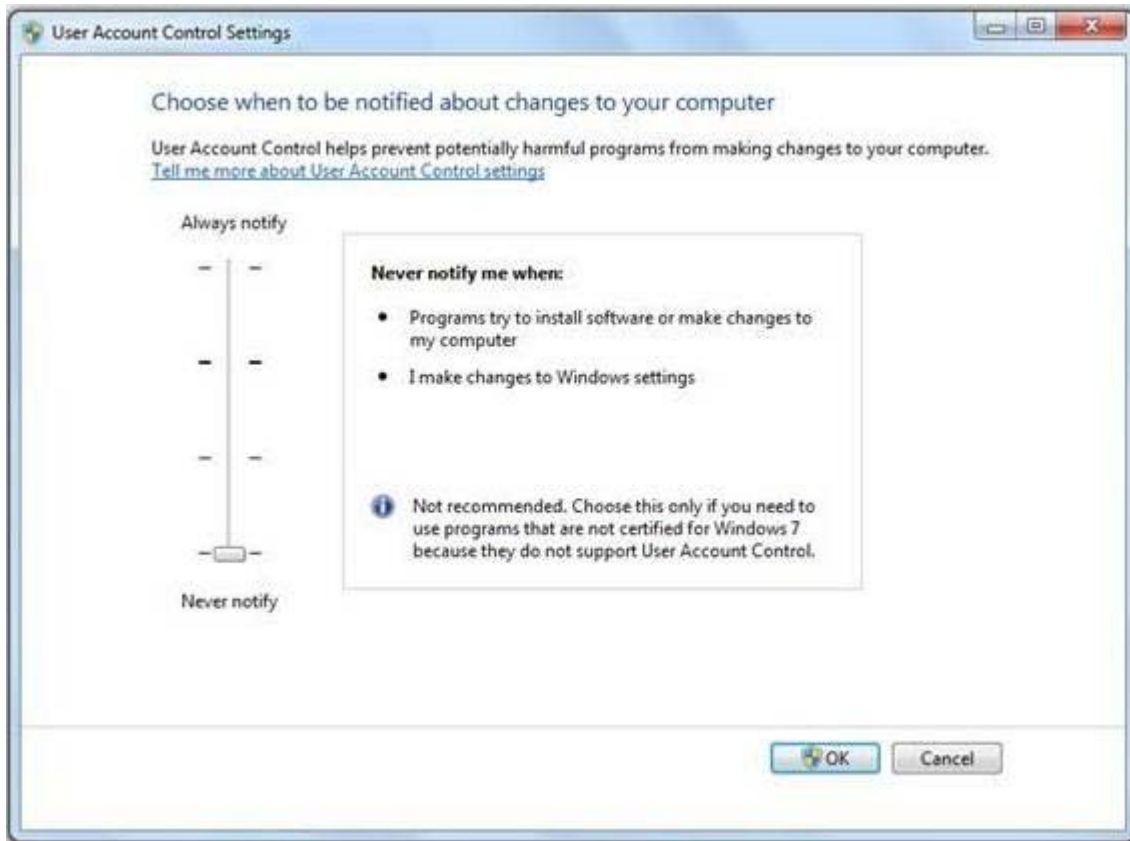 User Account Control Settings
Choose when to be notified about changes to your computer
User Account Control helps prevent potentially harmful programs from making changes to your computer.
Tell me more about User Account Control settings
Always notify
Never notify me when:
• Programs try to install software or make changes to
my computer
• I make changes to Windows settings
Not recommended. Choose this only if you need to
use programs that are not certified for Windows 7
because they do not support User Account Control.
Never notify
OK
Cancel